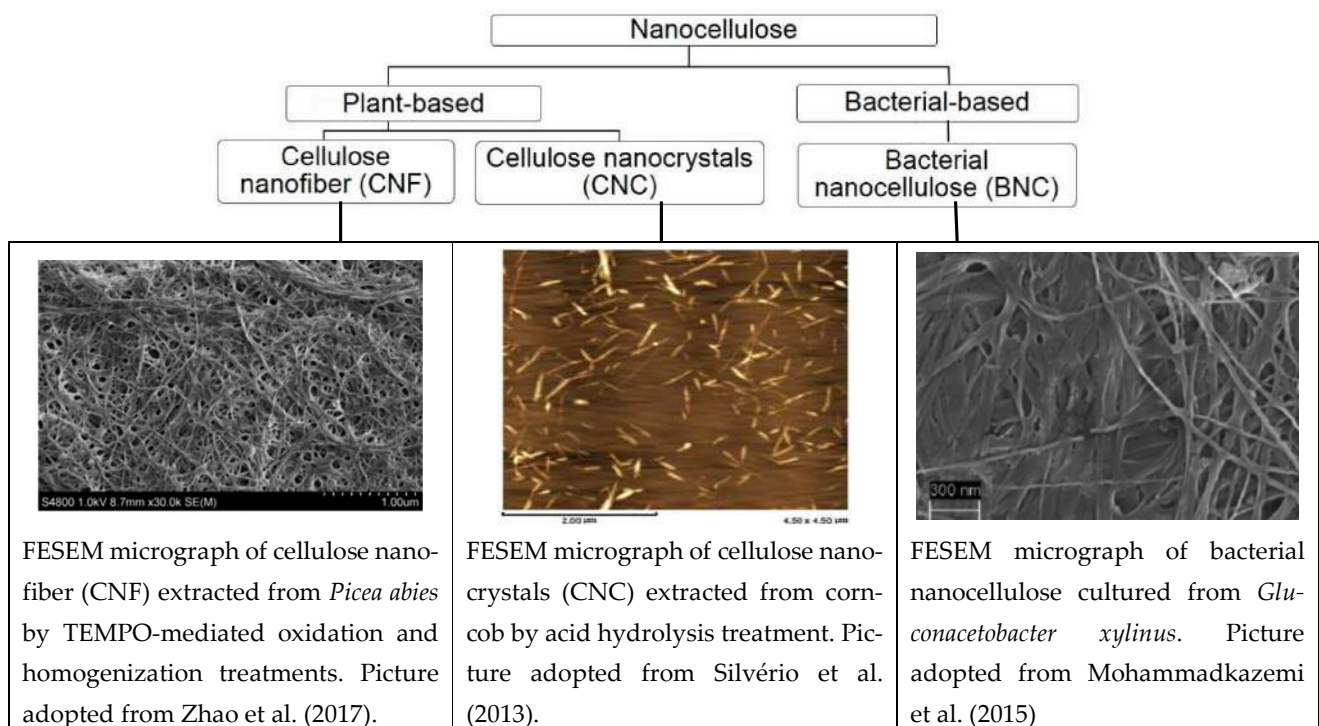 Nanocellulose
Plant-based
Bacterial-based
Cellulose
nanofiber (CNF)
Cellulose nanocrystals
(CNC)
Bacterial
nanocellulose (BNC)
S4800 1.0kV 8.7mm x30.0k SE(M)
1.00um
2.00 µm
4.50 x 4.50 µm
300 nm
FESEM micrograph of cellulose nano-
fiber (CNF) extracted from Picea abies
by TEMPO-mediated oxidation and
homogenization treatments. Picture
adopted from Zhao et al. (2017).
FESEM micrograph of cellulose nano-
crystals (CNC) extracted from corn-
cob by acid hydrolysis treatment. Pic-
ture adopted from Silvério et al.
(2013).
FESEM micrograph of bacterial
nanocellulose cultured from Glu-
conacetobacter xylinus. Picture
adopted from Mohammadkazemi
et al. (2015)